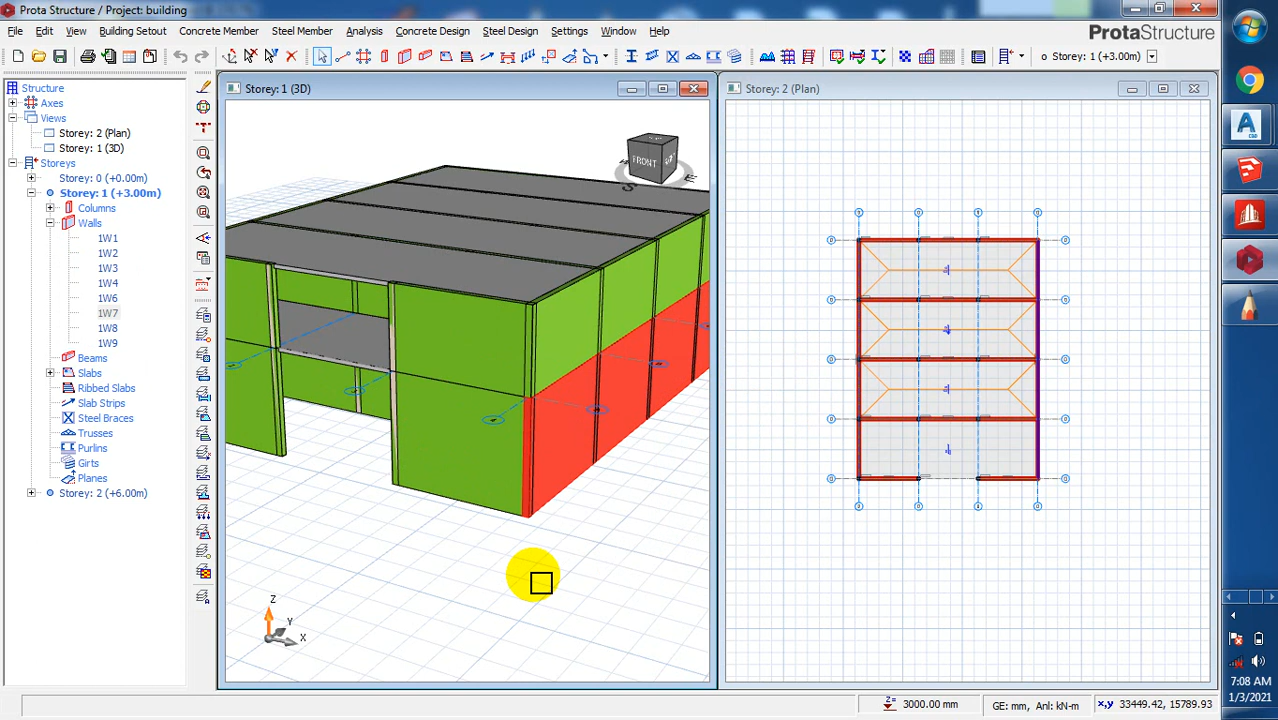 Prota Structure / Project: building
File Edit View Building Setout Concrete Member Steel Member Analysis Concrete Design Steel Design Settings Window Help
ProtaStructure
o Storey: 1 (+3.00m)
Structure
Axes
Views
Storey: 2 (Plan)
Storey: 1 (3D)
Storeys
Storey: 0 (+0.00m)
Storey: 1 (+3.00m)
Columns
Walls
1W1
1W2
1W3
1W4
1W6
1W7
1W8
1W9
Beams
Slabs
Ribbed Slabs
Slab Strips
Steel Braces
Trusses
Purlins
Girts
Planes
Storey: 2 (+6.00m)
Storey: 1 (3D)
FRONT
S
E
Z
Y
X
Storey: 2 (Plan)
Z= 3000.00 mm
GE: mm, Anl: kN-m
x,y 33449.42, 15789.93
7:08 AM
1/3/2021